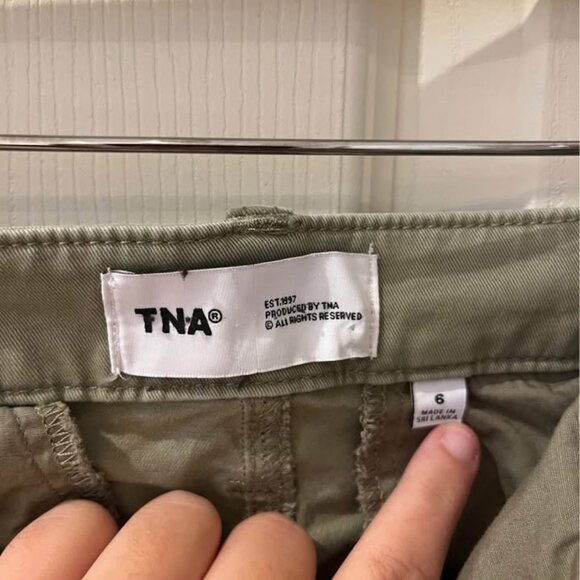 TNA®
EST.1997
PRODUCED BY TNA
© ALL RIGHTS RESERVED
6
MADE IN
SRI LANKA